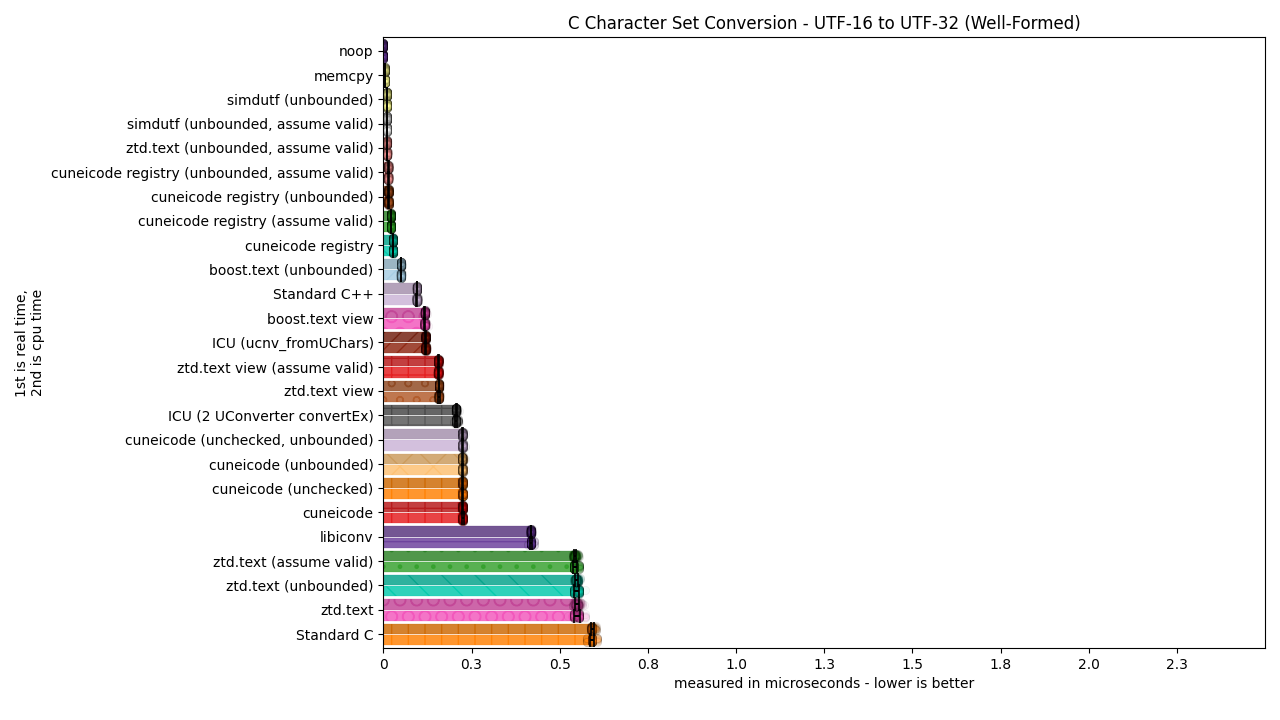 C Character Set Conversion - UTF-16 to UTF-32 (Well-Formed)
noop
memcpy
simdutf (unbounded)
simdutf (unbounded, assume valid)
ztd.text (unbounded, assume valid)
cuneicode registry (unbounded, assume valid)
cuneicode registry (unbounded)
cuneicode registry (assume valid)
cuneicode registry
boost.text (unbounded)
Standard C++
boost.text view
ICU (ucnv_fromUChars)
ztd.text view (assume valid)
ztd.text view
ICU (2 UConverter convertEx)
cuneicode (unchecked, unbounded)
cuneicode (unbounded)
cuneicode (unchecked)
cuneicode
libiconv
ztd.text (assume valid)
ztd.text (unbounded)
ztd.text
Standard C
1st is real time,
2nd is cpu time
0 0.3 0.5 0.8 1.0 1.3 1.5 1.8 2.0 2.3
measured in microseconds - lower is better